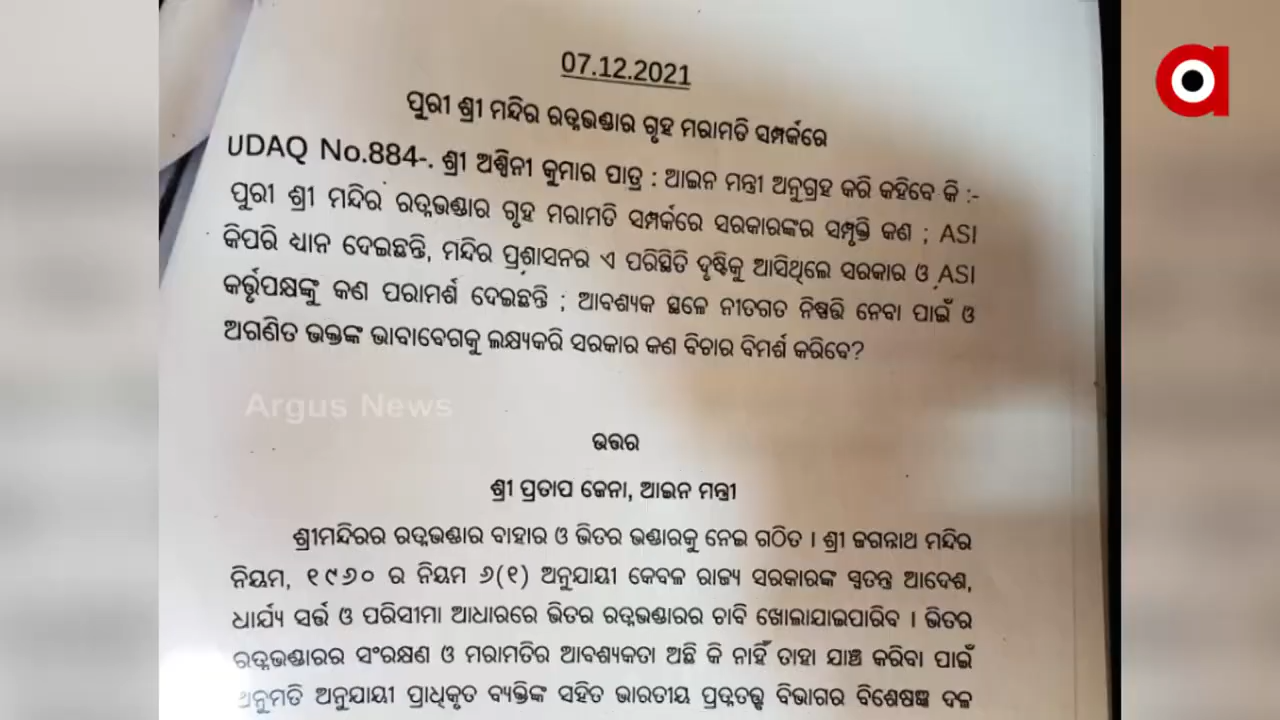 07.12.2021
ପୁରୀ ଶ୍ରୀ ମନ୍ଦିର ରତ୍ନଭଣ୍ଡାର ଗୃହ ମରାମତି ସମ୍ପର୍କରେ
UDAQ No.884-. ଶ୍ରୀ ଅଶ୍ବିନୀ କୁମାର ପାତ୍ର : ଆଇନ ମନ୍ତ୍ରୀ ଅନୁଗ୍ରହ କରି କହିବେ କି :-
ପୁରୀ ଶ୍ରୀ ମନ୍ଦିର ରତ୍ନଭଣ୍ଡାର ଗୃହ ମରାମତି ସମ୍ପର୍କରେ ସରକାରଙ୍କର ସମ୍ପୃକ୍ତି କଣ ; ASI
କିପରି ଧ୍ୟାନ ଦେଇଛନ୍ତି, ମନ୍ଦିର ପ୍ରଶାସନର ଏ ପରିସ୍ଥିତି ଦୃଷ୍ଟିକୁ ଆସିଥିଲେ ସରକାର ଓ ASI
କର୍ତ୍ତୃପକ୍ଷଙ୍କୁ କଣ ପରାମର୍ଶ ଦେଇଛନ୍ତି ; ଆବଶ୍ୟକ ସ୍ଥଳେ ନୀତଗତ ନିଷ୍ପତ୍ତି ନେବା ପାଇଁ ଓ
ଅଗଣିତ ଭକ୍ତଙ୍କ ଭାବାବେଗକୁ ଲକ୍ଷ୍ୟକରି ସରକାର କଣ ବିଚାର ବିମର୍ଶ କରିବେ?
Argus News
ଉତ୍ତର
ଶ୍ରୀ ପ୍ରତାପ ଜେନା, ଆଇନ ମନ୍ତ୍ରୀ
ଶ୍ରୀମନ୍ଦିରର ରତ୍ନଭଣ୍ଡାର ବାହାର ଓ ଭିତର ଭଣ୍ଡାରକୁ ନେଇ ଗଠିତ । ଶ୍ରୀ ଜଗନ୍ନାଥ ମନ୍ଦିର
ନିୟମ, ୧୯୬୦ ର ନିୟମ ୬(୧) ଅନୁଯାୟୀ କେବଳ ରାଜ୍ୟ ସରକାରଙ୍କ ସ୍ୱତନ୍ତ୍ର ଆଦେଶ,
ଧାର୍ଯ୍ୟ ସର୍ତ୍ତ ଓ ପରିସୀମା ଆଧାରରେ ଭିତର ରତ୍ନଭଣ୍ଡାରର ଚାବି ଖୋଲାଯାଇପାରିବ । ଭିତର
ରତ୍ନଭଣ୍ଡାରର ସଂରକ୍ଷଣ ଓ ମରାମତିର ଆବଶ୍ୟକତା ଅଛି କି ନାହିଁ ତାହା ଯାଞ୍ଚ କରିବା ପାଇଁ
ଅନୁମତି ଅନୁଯାୟୀ ପ୍ରାଧିକୃତ ବ୍ୟକ୍ତିଙ୍କ ସହିତ ଭାରତୀୟ ପ୍ରତ୍ନତତ୍ତ୍ୱ ବିଭାଗର ବିଶେଷଜ୍ଞ ଦଳ